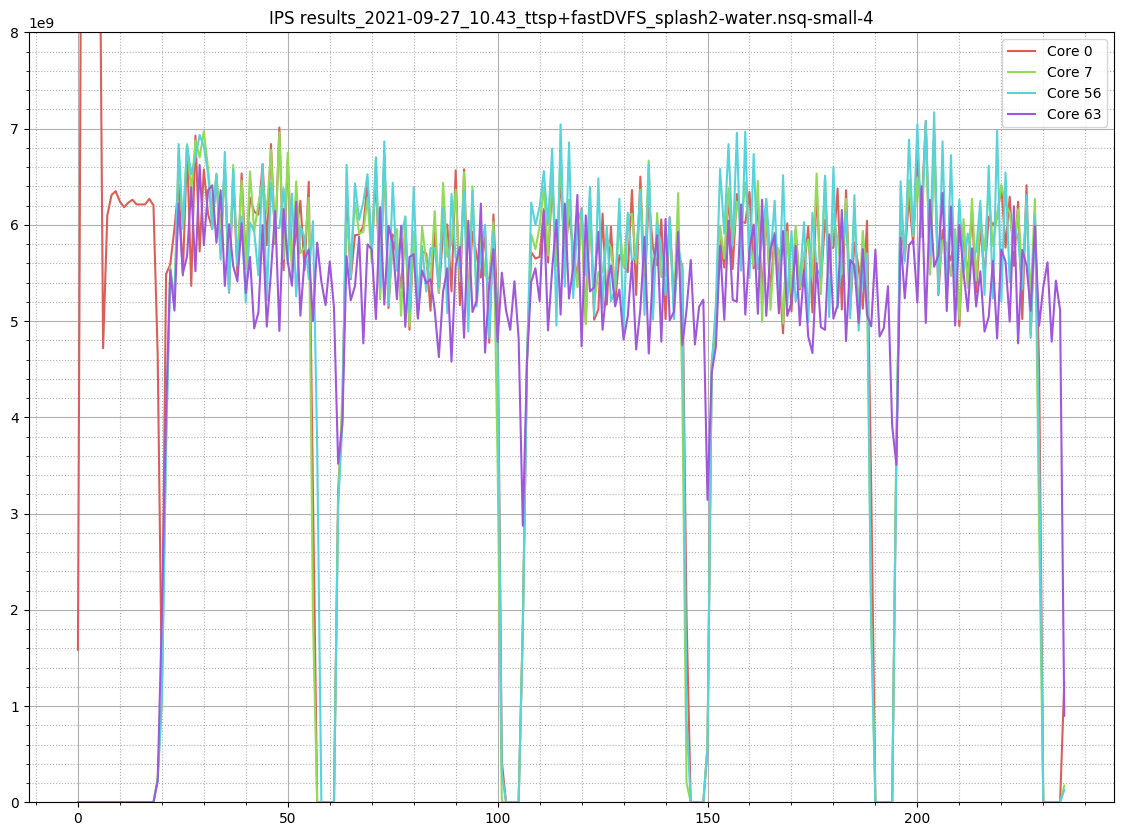 IPS results_2021-09-27_10.43_ttsp+fastDVFS_splash2-water.nsq-small-4
1e9
8
7
6
5
4
3
2
1
0
0 50 100 150 200
Core 0
Core 7
Core 56
Core 63